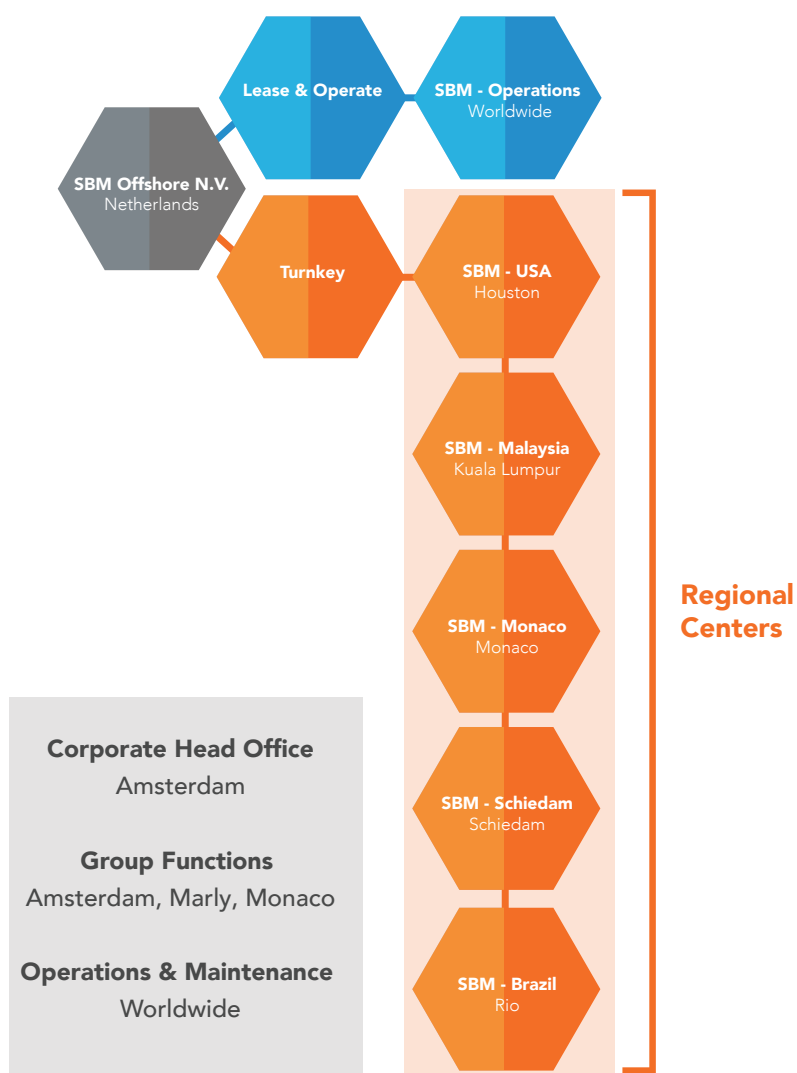 Lease & Operate
SBM - Operations
Worldwide
SBM Offshore N.V.
Netherlands
Turnkey
SBM - USA
Houston
SBM - Malaysia
Kuala Lumpur
Regional
Centers
SBM - Monaco
Monaco
Corporate Head Office
Amsterdam
Group Functions
Amsterdam, Marly, Monaco
Operations & Maintenance
Worldwide
SBM - Schiedam
Schiedam
SBM - Brazil
Rio